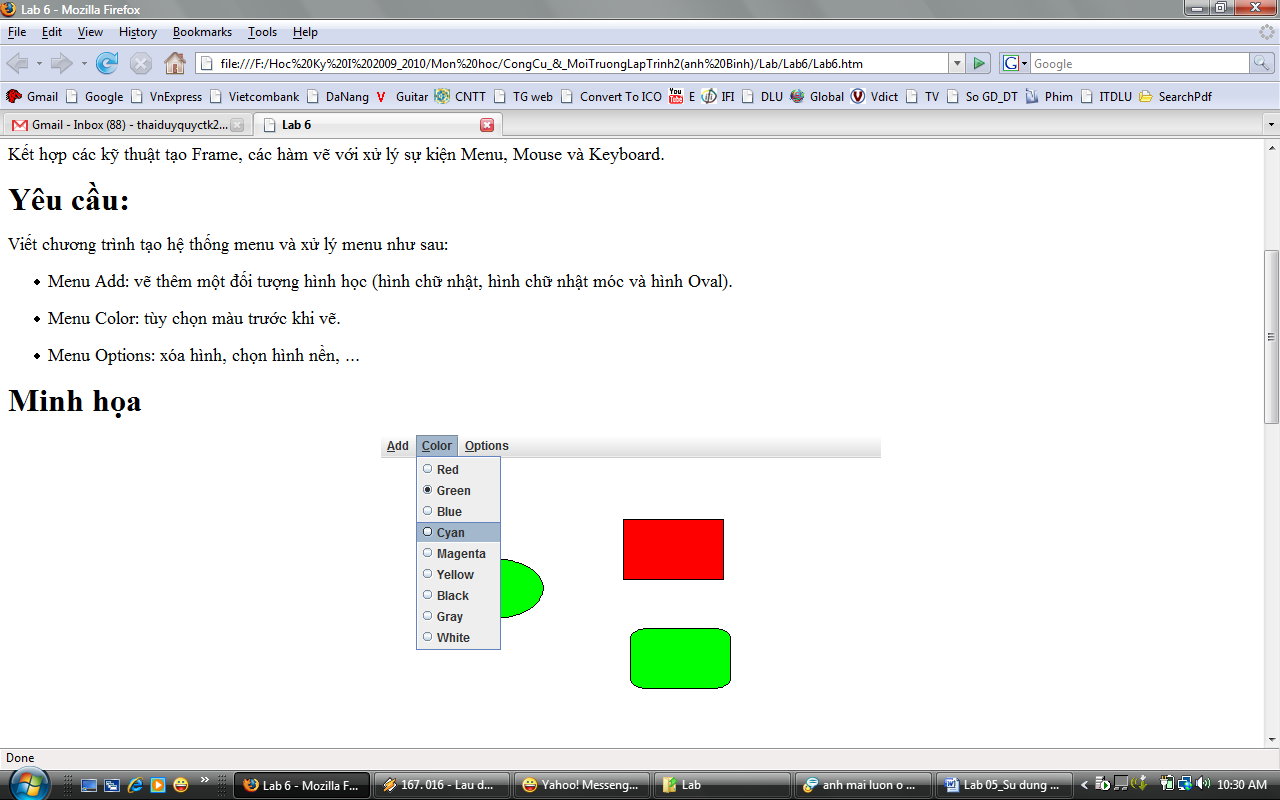 Lab 6 - Mozilla Firefox
File Edit View History Bookmarks Tools Help
file:///F:/Hoc%20Ky%20I%202009_2010/Mon%20hoc/CongCu_&_MoiTruongLapTrinh2(anh%20Binh)/Lab/Lab6/Lab6.htm
Google
Gmail Google VnExpress Vietcombank DaNang Guitar CNTT TG web Convert To ICO E IFI DLU Global Vdict TV So GD_DT Phim ITDLU SearchPdf
Gmail - Inbox (88) - thaiduyquyctk2... Lab 6
Kết hợp các kỹ thuật tạo Frame, các hàm vẽ với xử lý sự kiện Menu, Mouse và Keyboard.
Yêu cầu:
Viết chương trình tạo hệ thống menu và xử lý menu như sau:
• Menu Add: vẽ thêm một đối tượng hình học (hình chữ nhật, hình chữ nhật móc và hình Oval).
• Menu Color: tùy chọn màu trước khi vẽ.
• Menu Options: xóa hình, chọn hình nền, ...
Minh họa
Add Color Options
Red
Green
Blue
Cyan
Magenta
Yellow
Black
Gray
White
Done
Lab 6 - Mozilla F... 167. 016 - Lau d... Yahoo! Messeng... Lab anh mai luon o ... Lab 05_Su dung ... 10:30 AM